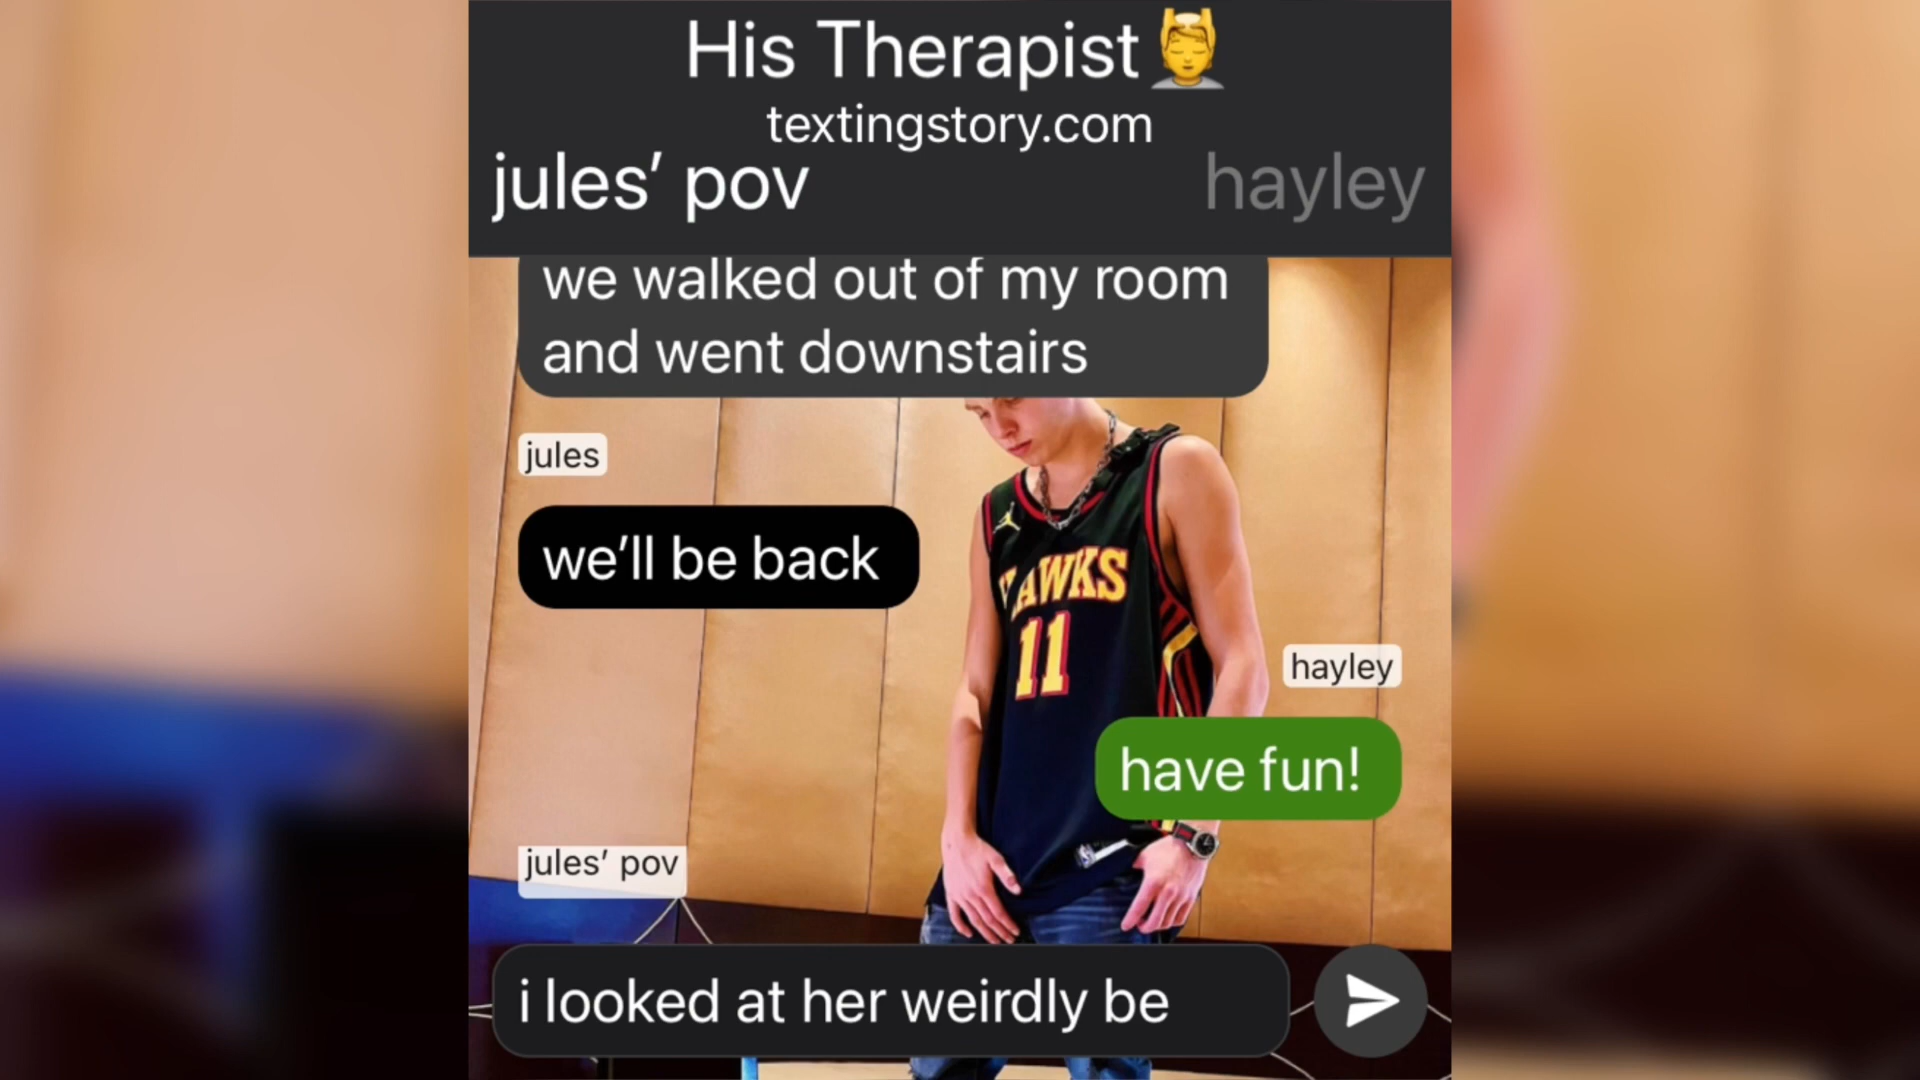 His Therapist
textingstory.com
jules’ pov
hayley
we walked out of my room
and went downstairs
jules
we’ll be back
HAWKS
11
hayley
have fun!
jules’ pov
i looked at her weirdly be